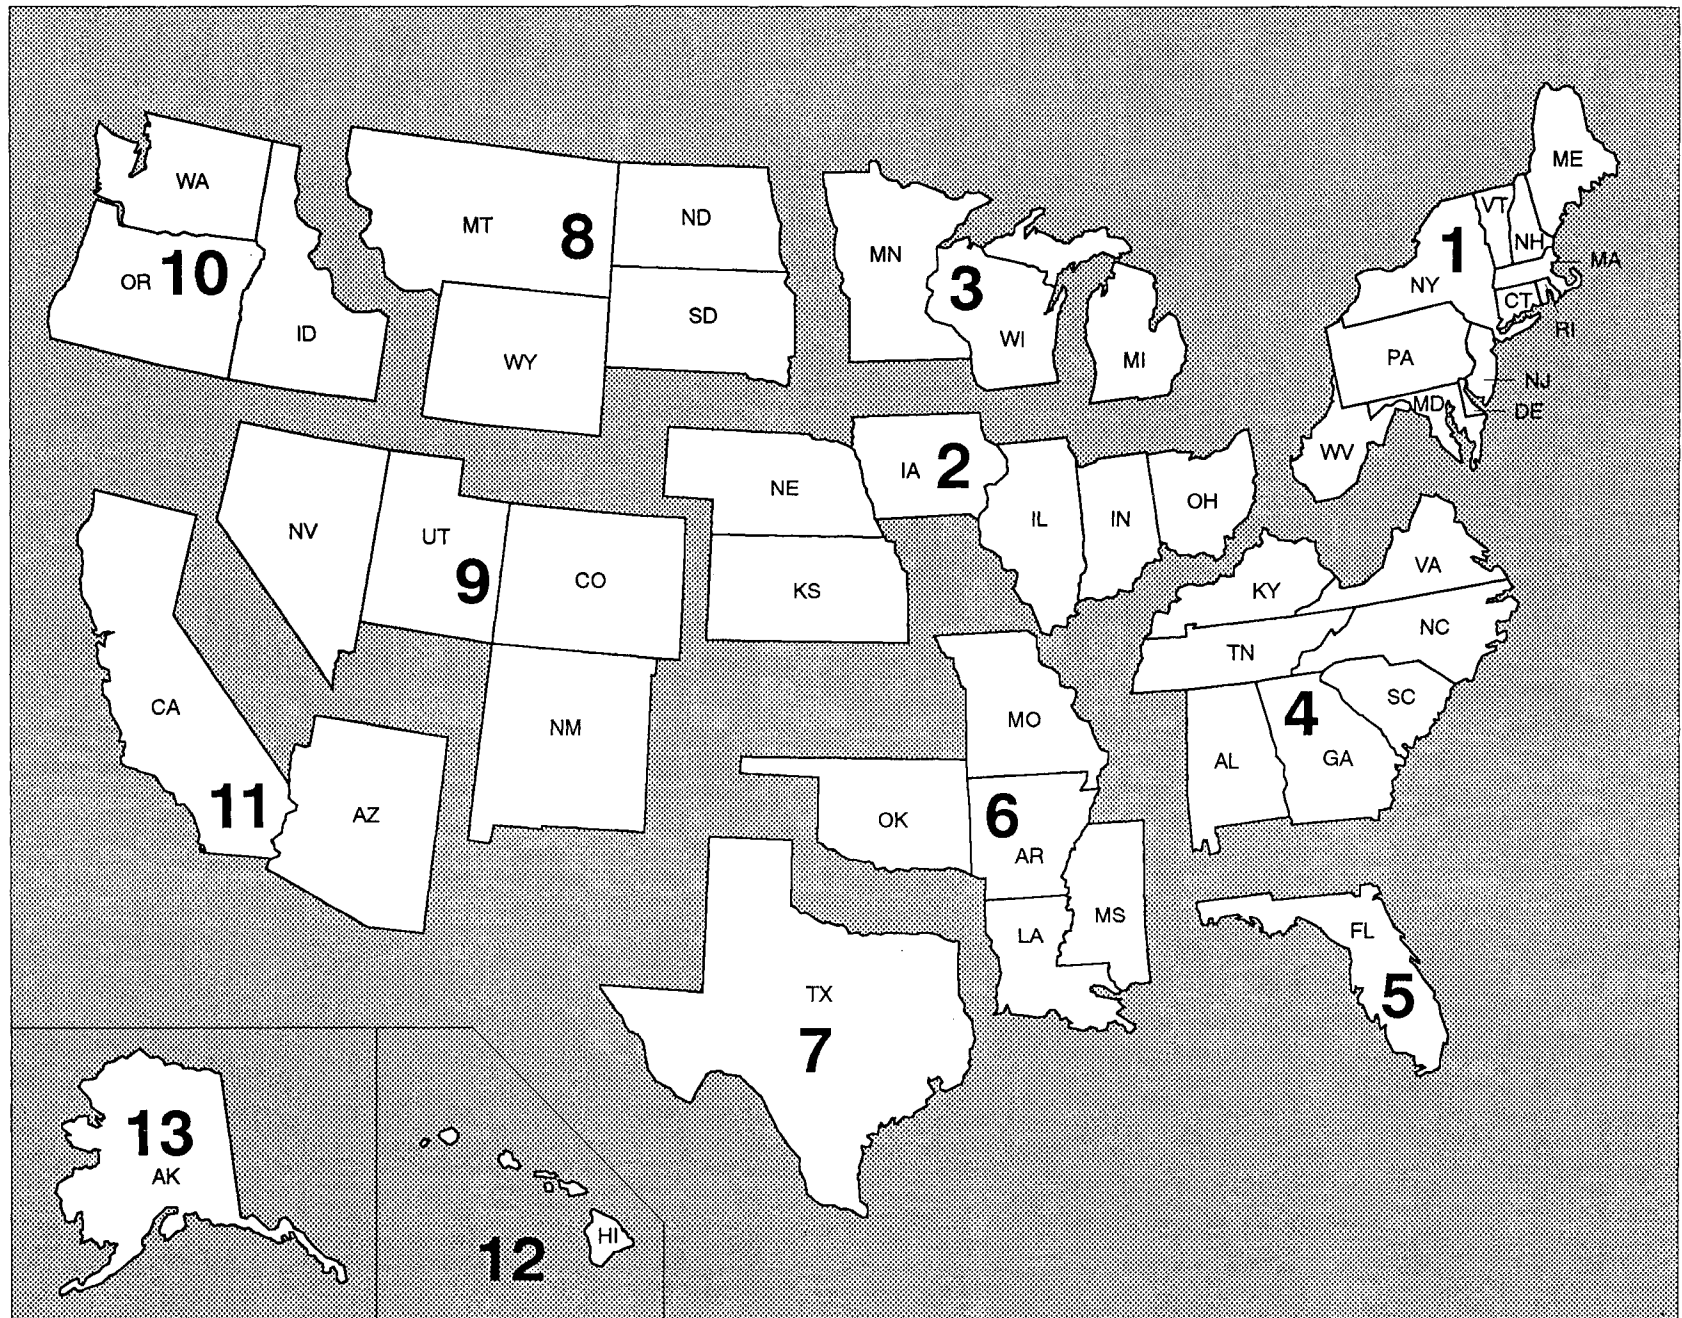 ME
WA
VT
MT
8
ND
NH
1
MA
MN
OR
10
NY
3
CT
RI
SD
ID
WI
WY
MI
PA
NJ
MD
DE
WV
IA
2
NE
OH
NV
IL
IN
UT
9
CO
KS
KY
VA
TN
NC
CA
NM
MO
4
SC
11
AZ
OK
6
AR
AL
GA
LA
MS
FL
5
TX
7
13
AK
12
HI